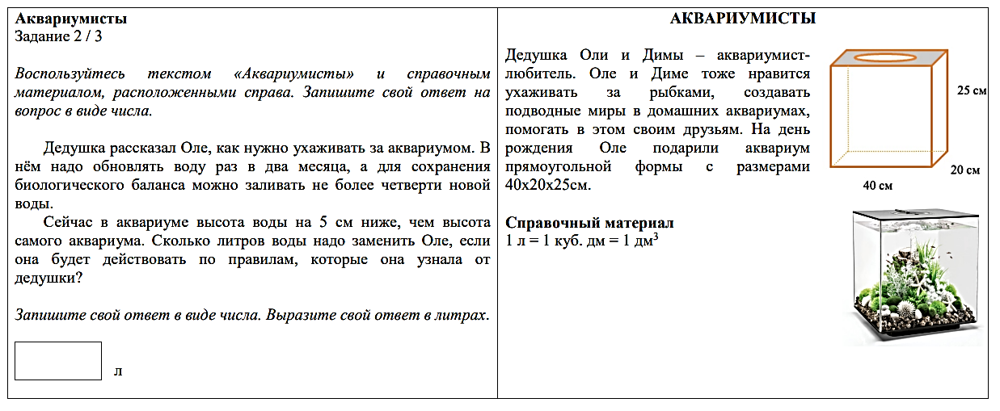 Аквариумисты
Задание 2 / 3
Воспользуйтесь текстом «Аквариумисты» и справочным
материалом, расположенными справа. Запишите свой ответ на
вопрос в виде числа.
Дедушка рассказал Оле, как нужно ухаживать за аквариумом. В
нём надо обновлять воду раз в два месяца, а для сохранения
биологического баланса можно заливать не более четверти новой
воды.
Сейчас в аквариуме высота воды на 5 см ниже, чем высота
самого аквариума. Сколько литров воды надо заменить Оле, если
она будет действовать по правилам, которые она узнала от
дедушки?
Запишите свой ответ в виде числа. Выразите свой ответ в литрах.
л
АКВАРИУМИСТЫ
Дедушка Оли и Димы – аквариумист-
любитель. Оле и Диме тоже нравится
ухаживать за рыбками, создавать
подводные миры в домашних аквариумах,
помогать в этом своим друзьям. На день
рождения Оле подарили аквариум
прямоугольной формы с размерами
40х20х25см.
Справочный материал
1 л = 1 куб. дм = 1 дм³
25 см
20 см
40 см